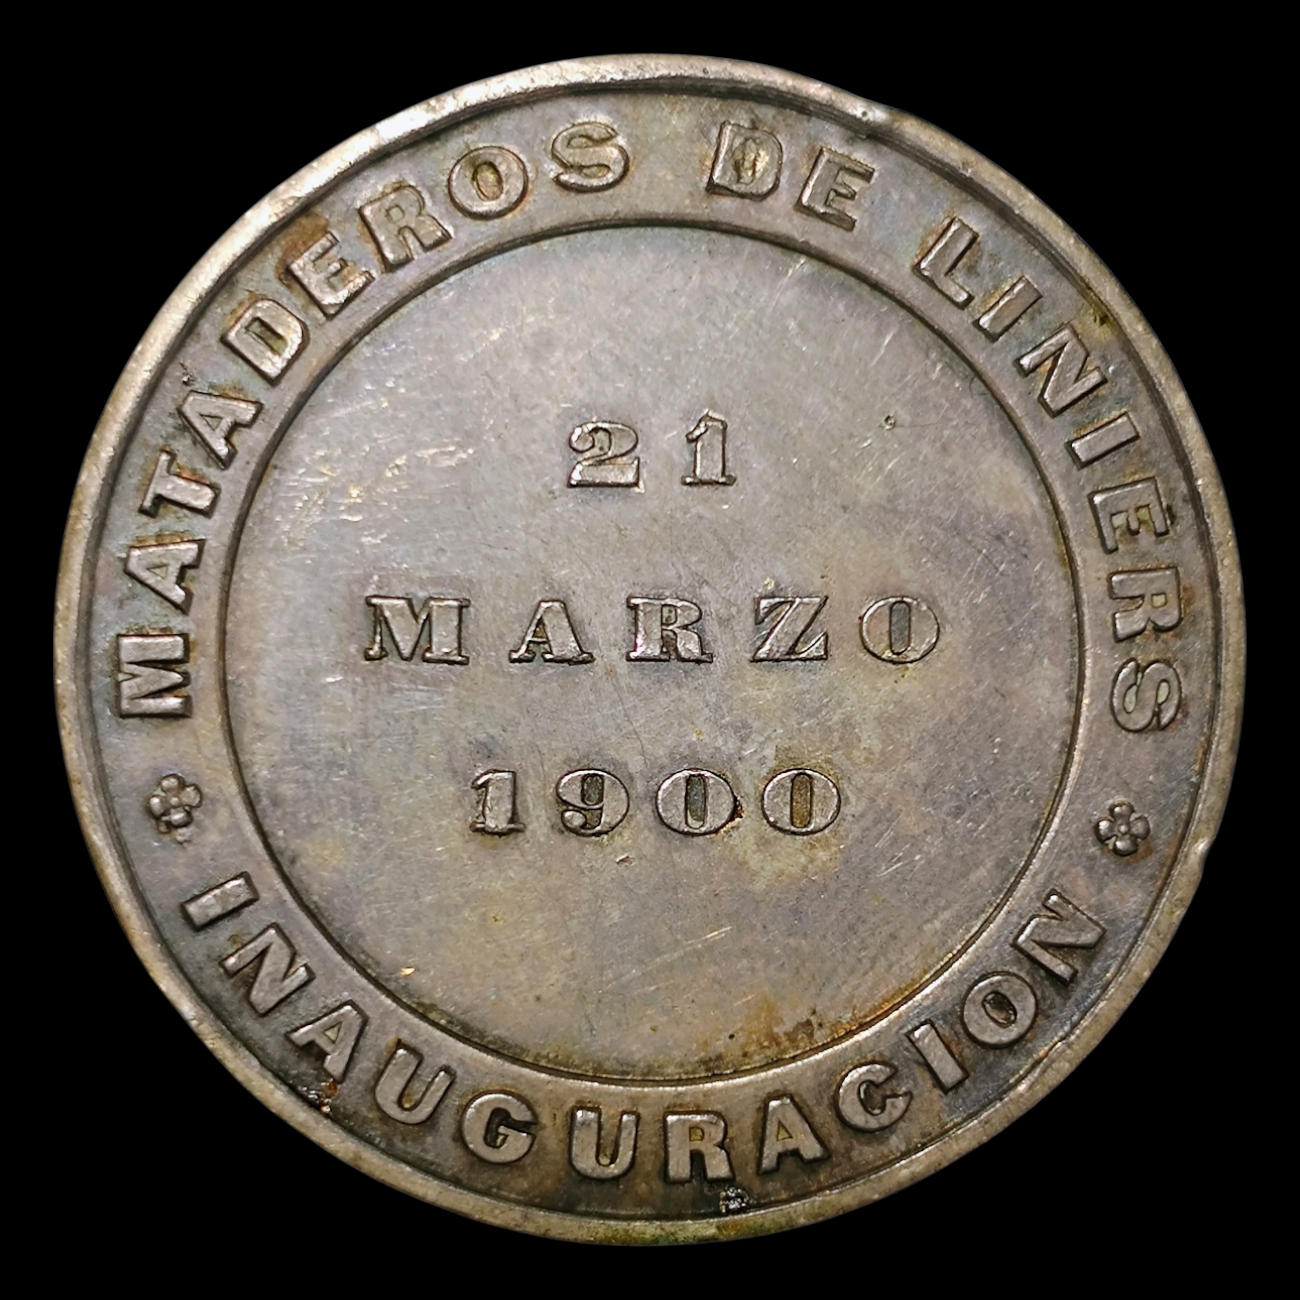 MATADEROS DE LINIERS
21
MARZO
1900
INAUGURACION